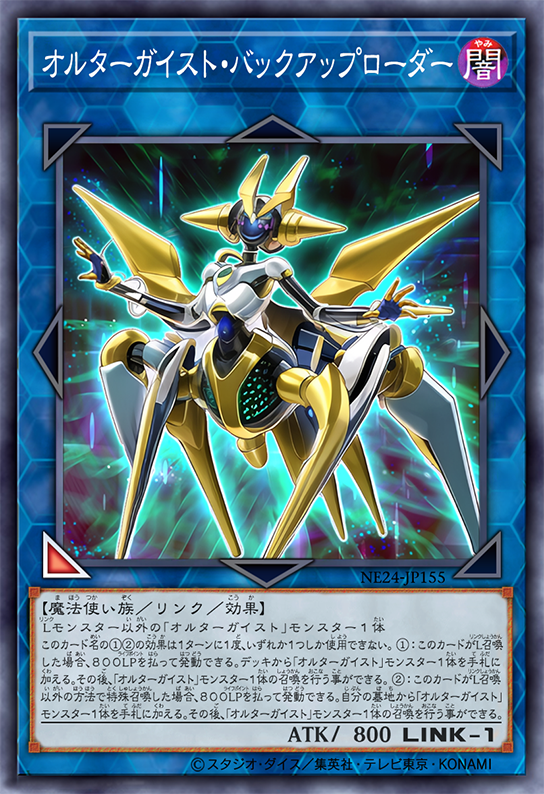 オルターガイスト・バックアップローダー
やみ
闇
NE24-JP155
【魔法使い族／リンク／効果】
Lモンスター以外の「オルターガイスト」モンスター1体
このカード名の①②の効果は1ターンに1度、いずれか1つしか使用できない。①：このカードがL召喚
した場合、800LPを払って発動できる。デッキから「オルターガイスト」モンスター1体を手札に
加える。その後、「オルターガイスト」モンスター1体の召喚を行う事ができる。②：このカードがL召喚
以外の方法で特殊召喚した場合、800LPを払って発動できる。自分の墓地から「オルターガイスト」
モンスター1体を手札に加える。その後、「オルターガイスト」モンスター1体の召喚を行う事ができる。
ATK/ 800 LINK-1
©スタジオ・ダイス/集英社・テレビ東京・KONAMI